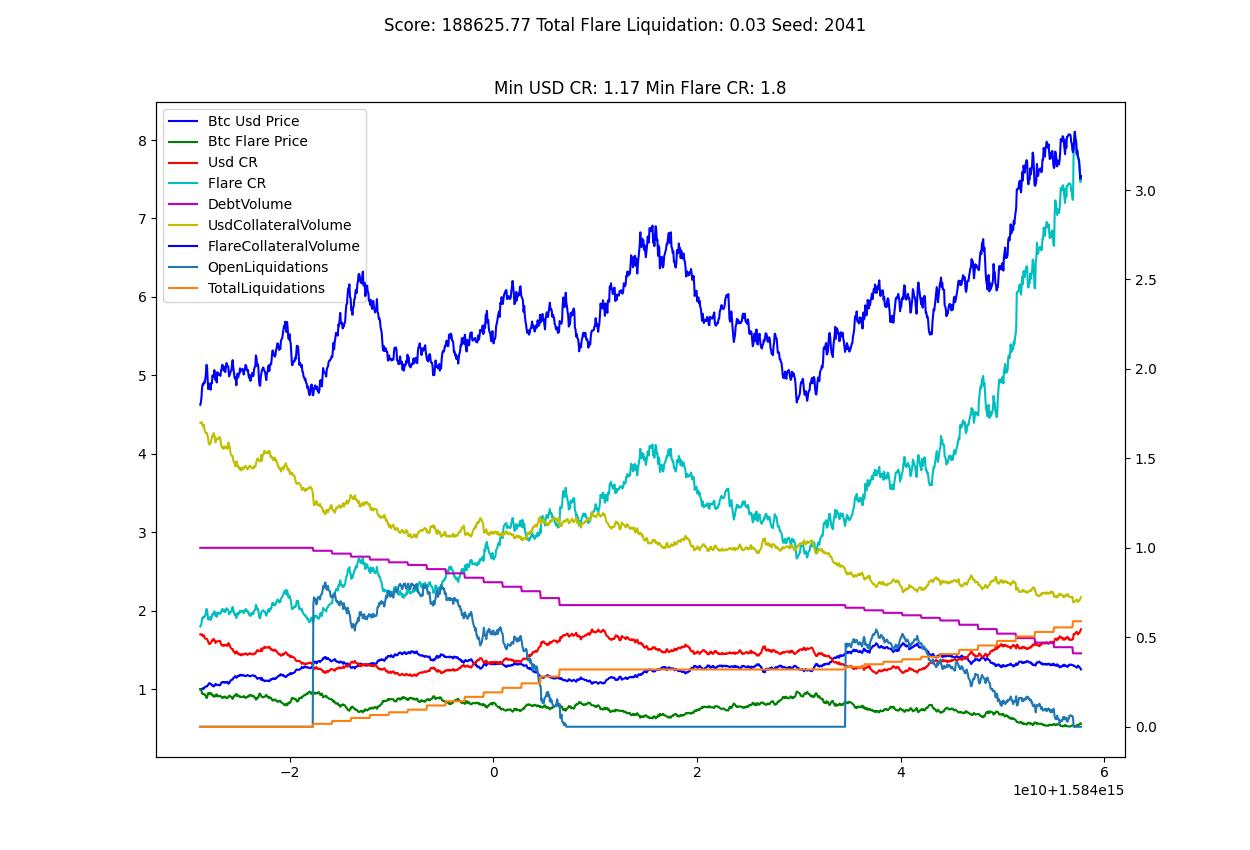 Score: 188625.77 Total Flare Liquidation: 0.03 Seed: 2041
Min USD CR: 1.17 Min Flare CR: 1.8
Btc Usd Price
Btc Flare Price
Usd CR
Flare CR
DebtVolume
UsdCollateralVolume
FlareCollateralVolume
OpenLiquidations
TotalLiquidations
8
7
6
5
4
3
2
1
3.0
2.5
2.0
1.5
1.0
0.5
0.0
−2
0
2
4
6
1e10+1.584e15